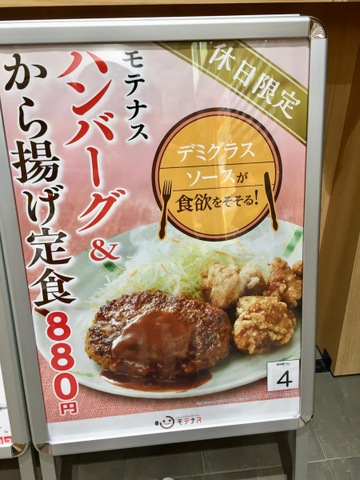 休日限定
モテナス
ハンバーグ&
から揚げ定食
880円
デミグラス
ソースが
食欲をそそる!
4
モテナス